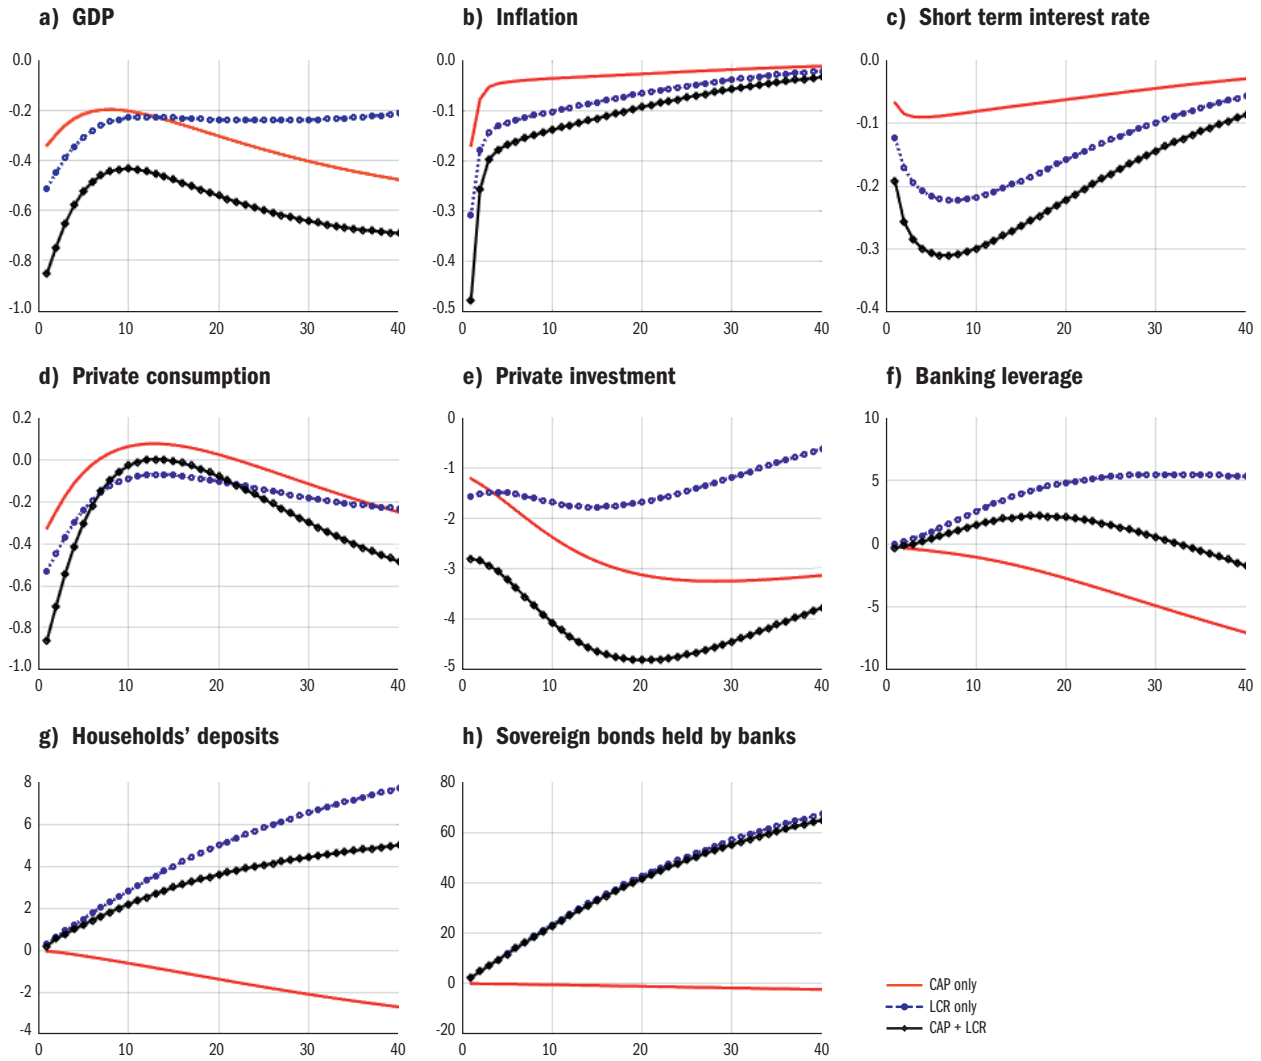 a) GDP
b) Inflation
c) Short term interest rate
0.0
-0.2
-0.4
-0.6
-0.8
-1.0
0 10 20 30 40
0.0
-0.1
-0.2
-0.3
-0.4
-0.5
0 10 20 30 40
0.0
-0.1
-0.2
-0.3
-0.4
0 10 20 30 40
d) Private consumption
e) Private investment
f) Banking leverage
0.2
0.0
-0.2
-0.4
-0.6
-0.8
-1.0
0 10 20 30 40
0
-1
-2
-3
-4
-5
0 10 20 30 40
10
5
0
-5
-10
0 10 20 30 40
g) Households’ deposits
h) Sovereign bonds held by banks
8
6
4
2
0
-2
-4
0 10 20 30 40
80
60
40
20
0
-20
0 10 20 30 40
CAP only
LCR only
CAP + LCR